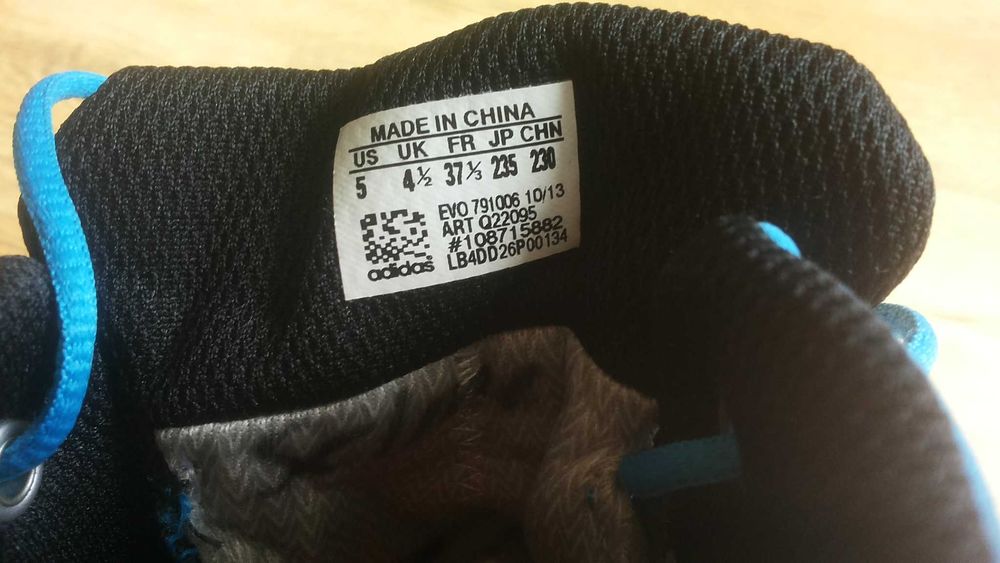 MADE IN CHINA
US UK FR JP CHN
5 4½ 37⅓ 235 230
EVO 791006 10/13
ART Q22095
#108715882
LB4DD26P00134
adidas